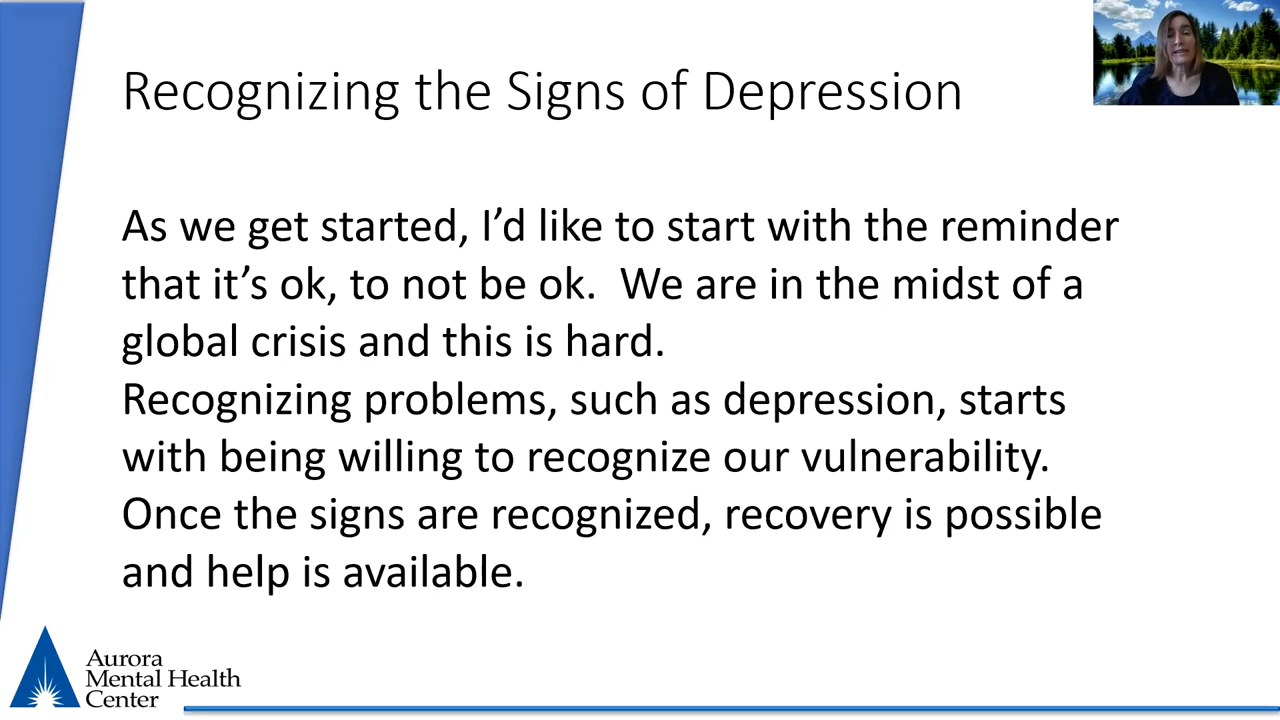 Recognizing the Signs of Depression
As we get started, I’d like to start with the reminder
that it’s ok, to not be ok.  We are in the midst of a
global crisis and this is hard.
Recognizing problems, such as depression, starts
with being willing to recognize our vulnerability.
Once the signs are recognized, recovery is possible
and help is available.
Aurora
Mental Health
Center